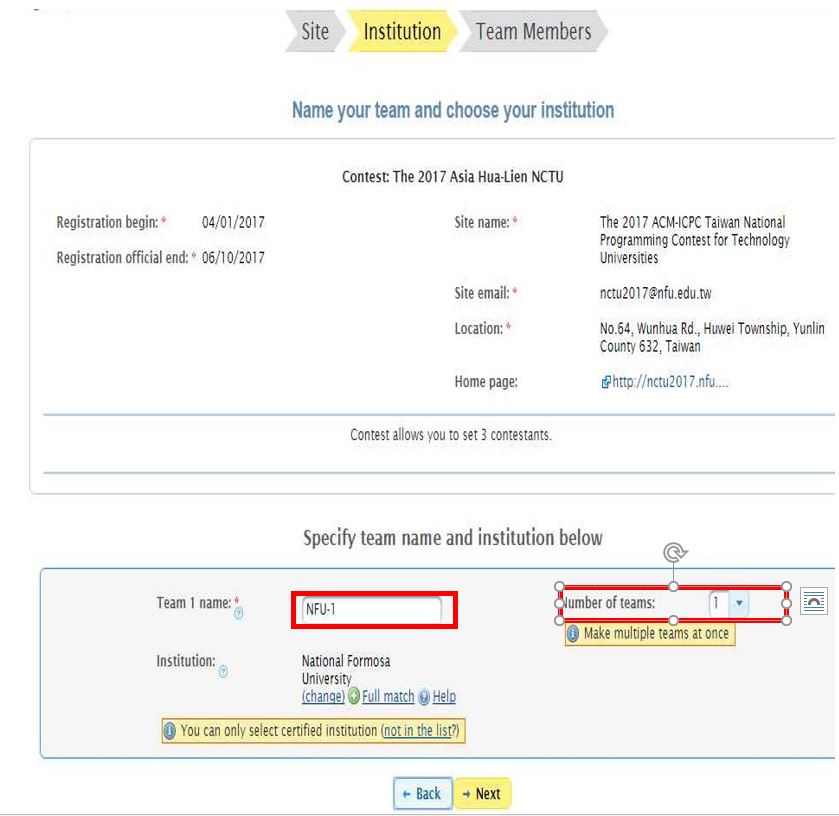 Site Institution Team Members
Name your team and choose your institution
Contest: The 2017 Asia Hua-Lien NCTU
Registration begin: * 04/01/2017
Registration official end: * 06/10/2017
Site name: * The 2017 ACM-ICPC Taiwan National
Programming Contest for Technology
Universities
Site email: * nctu2017@nfu.edu.tw
Location: * No.64, Wunhua Rd., Huwei Township, Yunlin
County 632, Taiwan
Home page: http://nctu2017.nfu....
Contest allows you to set 3 contestants.
Specify team name and institution below
Team 1 name: * NFU-1
Number of teams: 1
Make multiple teams at once
Institution: National Formosa
University
(change) Full match Help
You can only select certified institution (not in the list?)
Back Next